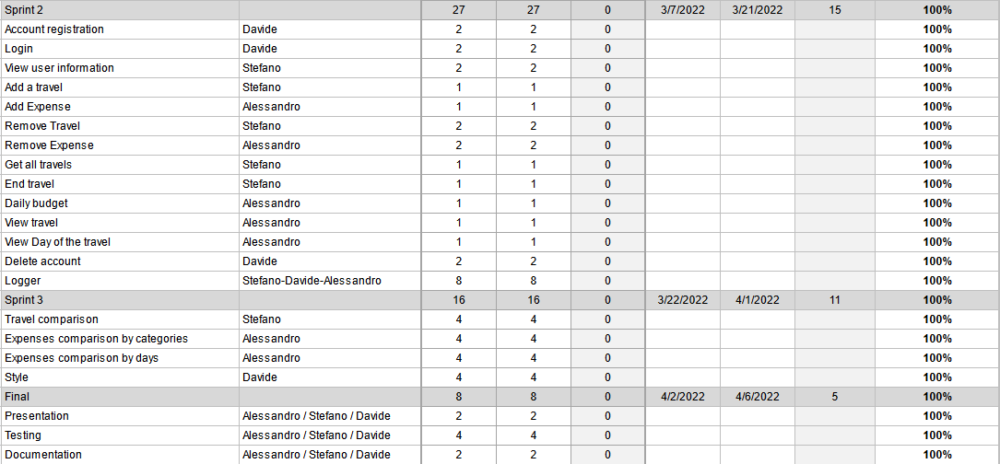 Sprint 2 27 27 0 3/7/2022 3/21/2022 15 100%
Account registration Davide 2 2 0 100%
Login Davide 2 2 0 100%
View user information Stefano 2 2 0 100%
Add a travel Stefano 1 1 0 100%
Add Expense Alessandro 1 1 0 100%
Remove Travel Stefano 2 2 0 100%
Remove Expense Alessandro 2 2 0 100%
Get all travels Stefano 1 1 0 100%
End travel Stefano 1 1 0 100%
Daily budget Alessandro 1 1 0 100%
View travel Alessandro 1 1 0 100%
View Day of the travel Alessandro 1 1 0 100%
Delete account Davide 2 2 0 100%
Logger Stefano-Davide-Alessandro 8 8 0 100%
Sprint 3 16 16 0 3/22/2022 4/1/2022 11 100%
Travel comparison Stefano 4 4 0 100%
Expenses comparison by categories Alessandro 4 4 0 100%
Expenses comparison by days Alessandro 4 4 0 100%
Style Davide 4 4 0 100%
Final 8 8 0 4/2/2022 4/6/2022 5 100%
Presentation Alessandro / Stefano / Davide 2 2 0 100%
Testing Alessandro / Stefano / Davide 4 4 0 100%
Documentation Alessandro / Stefano / Davide 2 2 0 100%